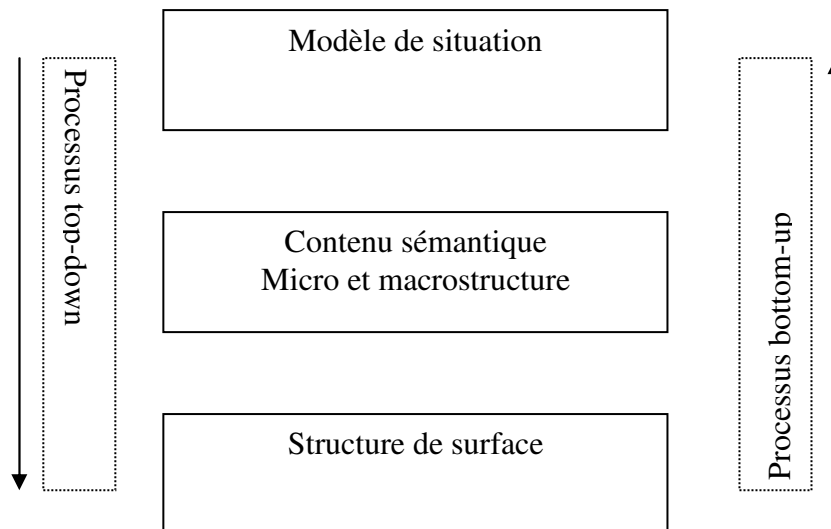 Modèle de situation
Processus top-down
Contenu sémantique
Micro et macrostructure
Processus bottom-up
Structure de surface